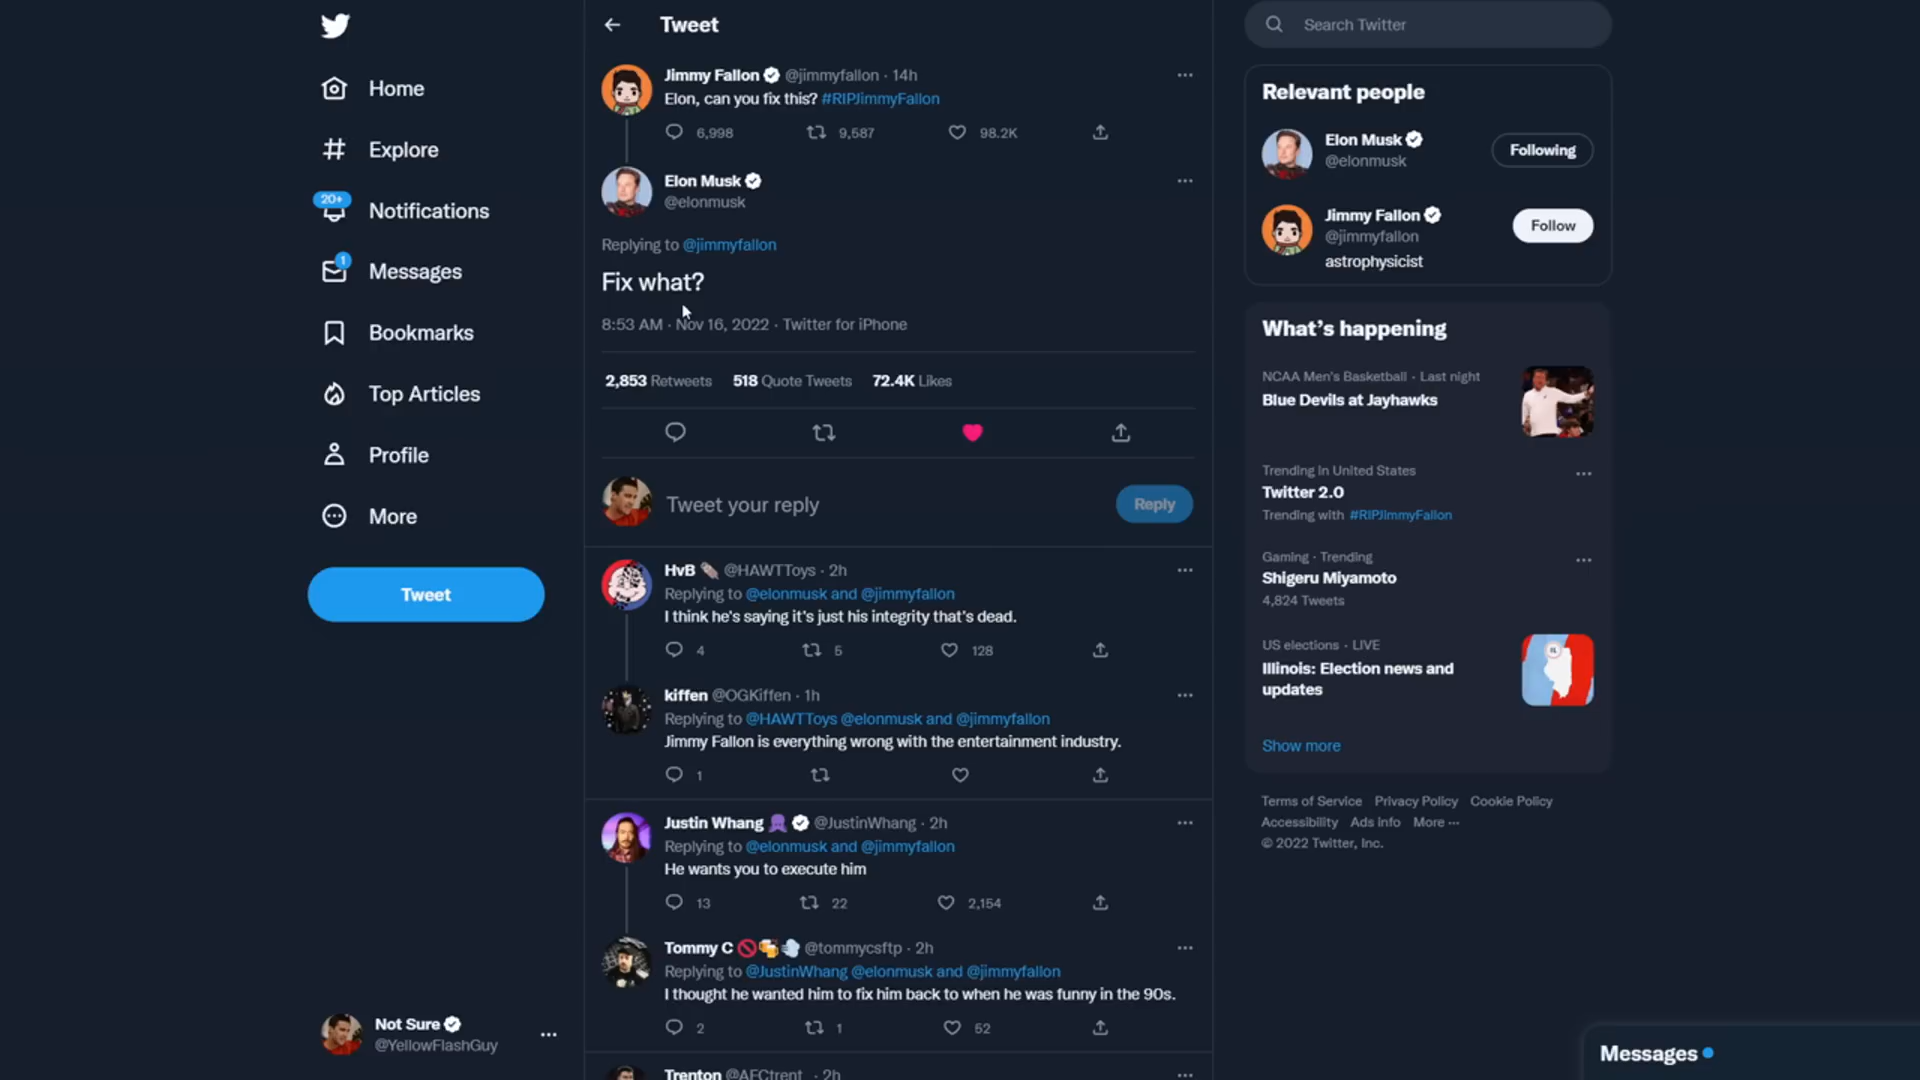 Home
Explore
20+
Notifications
1
Messages
Bookmarks
Top Articles
Profile
More
Tweet
Not Sure
@YellowFlashGuy
Tweet
Jimmy Fallon @jimmyfallon · 14h
Elon, can you fix this? #RIPJimmyFallon
6,998 9,587 98.2K
Elon Musk
@elonmusk
Replying to @jimmyfallon
Fix what?
8:53 AM · Nov 16, 2022 · Twitter for iPhone
2,853 Retweets 518 Quote Tweets 72.4K Likes
Tweet your reply
Reply
HvB @HAWTToys · 2h
Replying to @elonmusk and @jimmyfallon
I think he's saying it's just his integrity that's dead.
4 5 128
kiffen @OGKiffen · 1h
Replying to @HAWTToys @elonmusk and @jimmyfallon
Jimmy Fallon is everything wrong with the entertainment industry.
1
Justin Whang @JustinWhang · 2h
Replying to @elonmusk and @jimmyfallon
He wants you to execute him
13 22 2,154
Tommy C @tommycsftp · 2h
Replying to @JustinWhang @elonmusk and @jimmyfallon
I thought he wanted him to fix him back to when he was funny in the 90s.
2 1 52
Trenton @AFCtrent · 2h
Search Twitter
Relevant people
Elon Musk
@elonmusk
Following
Jimmy Fallon
@jimmyfallon
Follow
astrophysicist
What's happening
NCAA Men's Basketball · Last night
Blue Devils at Jayhawks
Trending in United States
Twitter 2.0
Trending with #RIPJimmyFallon
Gaming · Trending
Shigeru Miyamoto
4,824 Tweets
US elections · LIVE
Illinois: Election news and
updates
Show more
Terms of Service Privacy Policy Cookie Policy
Accessibility Ads info More ···
© 2022 Twitter, Inc.
Messages